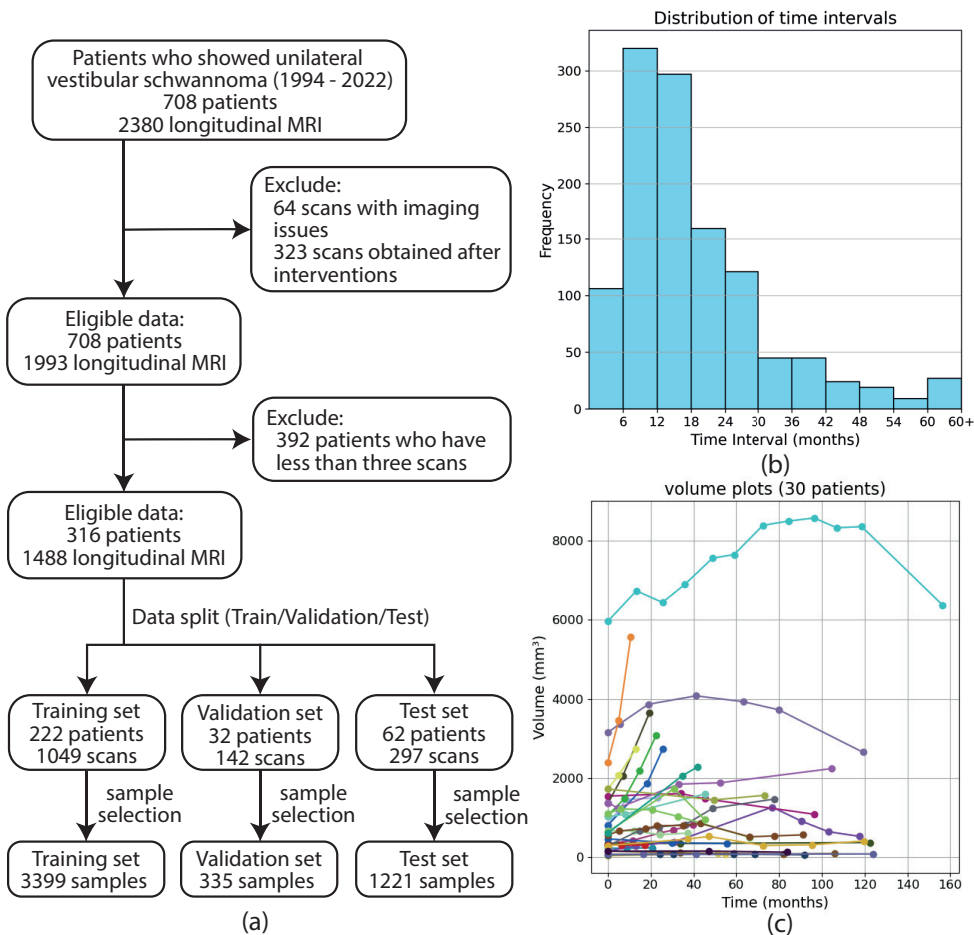 Patients who showed unilateral
vestibular schwannoma (1994 - 2022)
708 patients
2380 longitudinal MRI
Exclude:
64 scans with imaging
issues
323 scans obtained after
interventions
Eligible data:
708 patients
1993 longitudinal MRI
Exclude:
392 patients who have
less than three scans
Eligible data:
316 patients
1488 longitudinal MRI
Data split (Train/Validation/Test)
Training set
222 patients
1049 scans
Validation set
32 patients
142 scans
Test set
62 patients
297 scans
sample
selection
sample
selection
sample
selection
Training set
3399 samples
Validation set
335 samples
Test set
1221 samples
(a)
Distribution of time intervals
Frequency
300
250
200
150
100
50
0
6 12 18 24 30 36 42 48 54 60 60+
Time Interval (months)
(b)
volume plots (30 patients)
Volume (mm³)
8000
6000
4000
2000
0
0 20 40 60 80 100 120 140 160
Time (months)
(c)